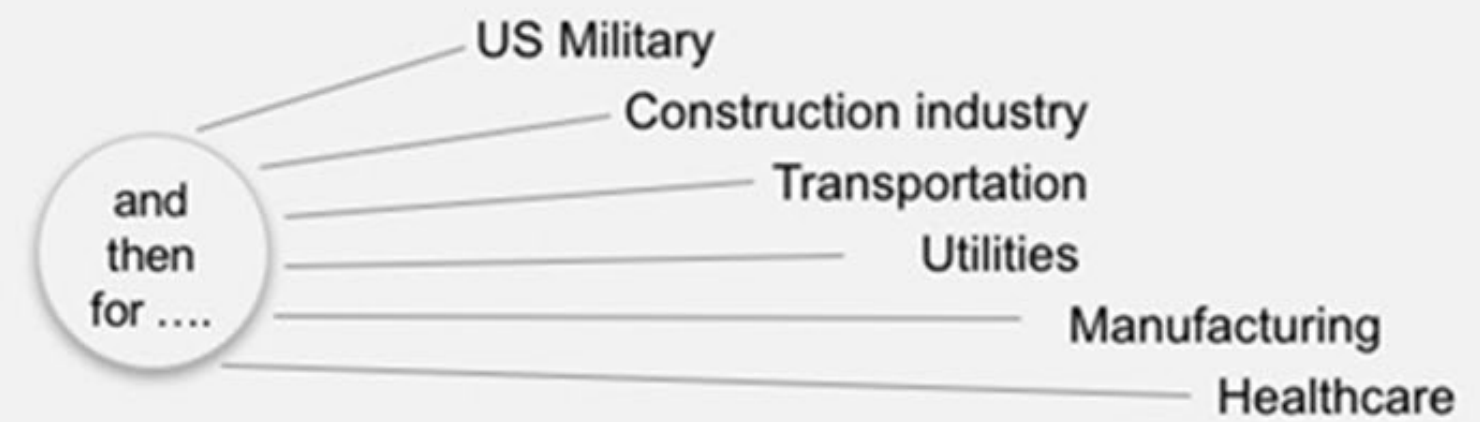 US Military
Construction industry
Transportation
Utilities
Manufacturing
Healthcare
and
then
for ....